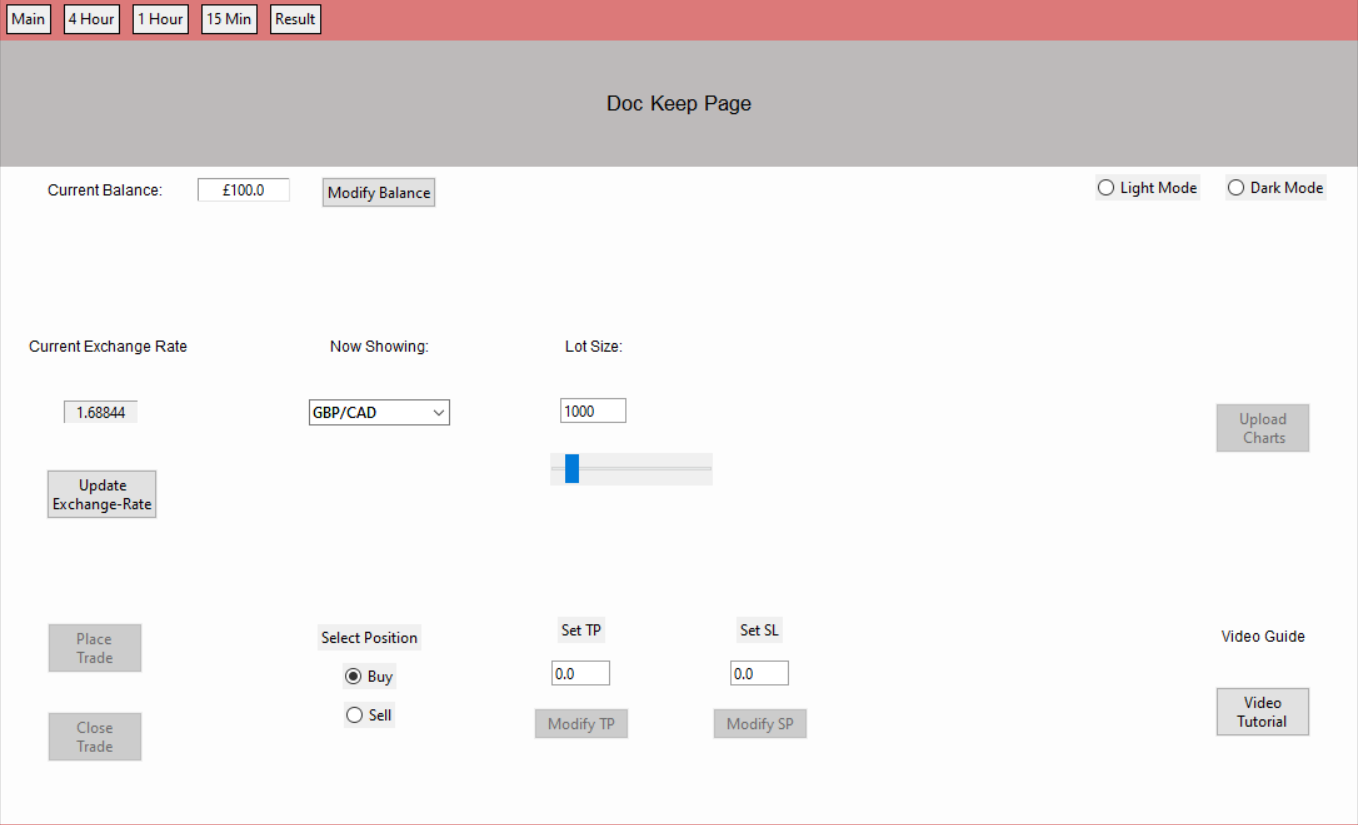 Main 4 Hour 1 Hour 15 Min Result
Doc Keep Page
Current Balance: £100.0 Modify Balance Light Mode Dark Mode
Current Exchange Rate Now Showing: Lot Size:
1.68844 GBP/CAD 1000
Upload
Charts
Update
Exchange-Rate
Place
Trade
Select Position
Buy
Sell
Set TP
0.0
Modify TP
Set SL
0.0
Modify SP
Video Guide
Video
Tutorial
Close
Trade